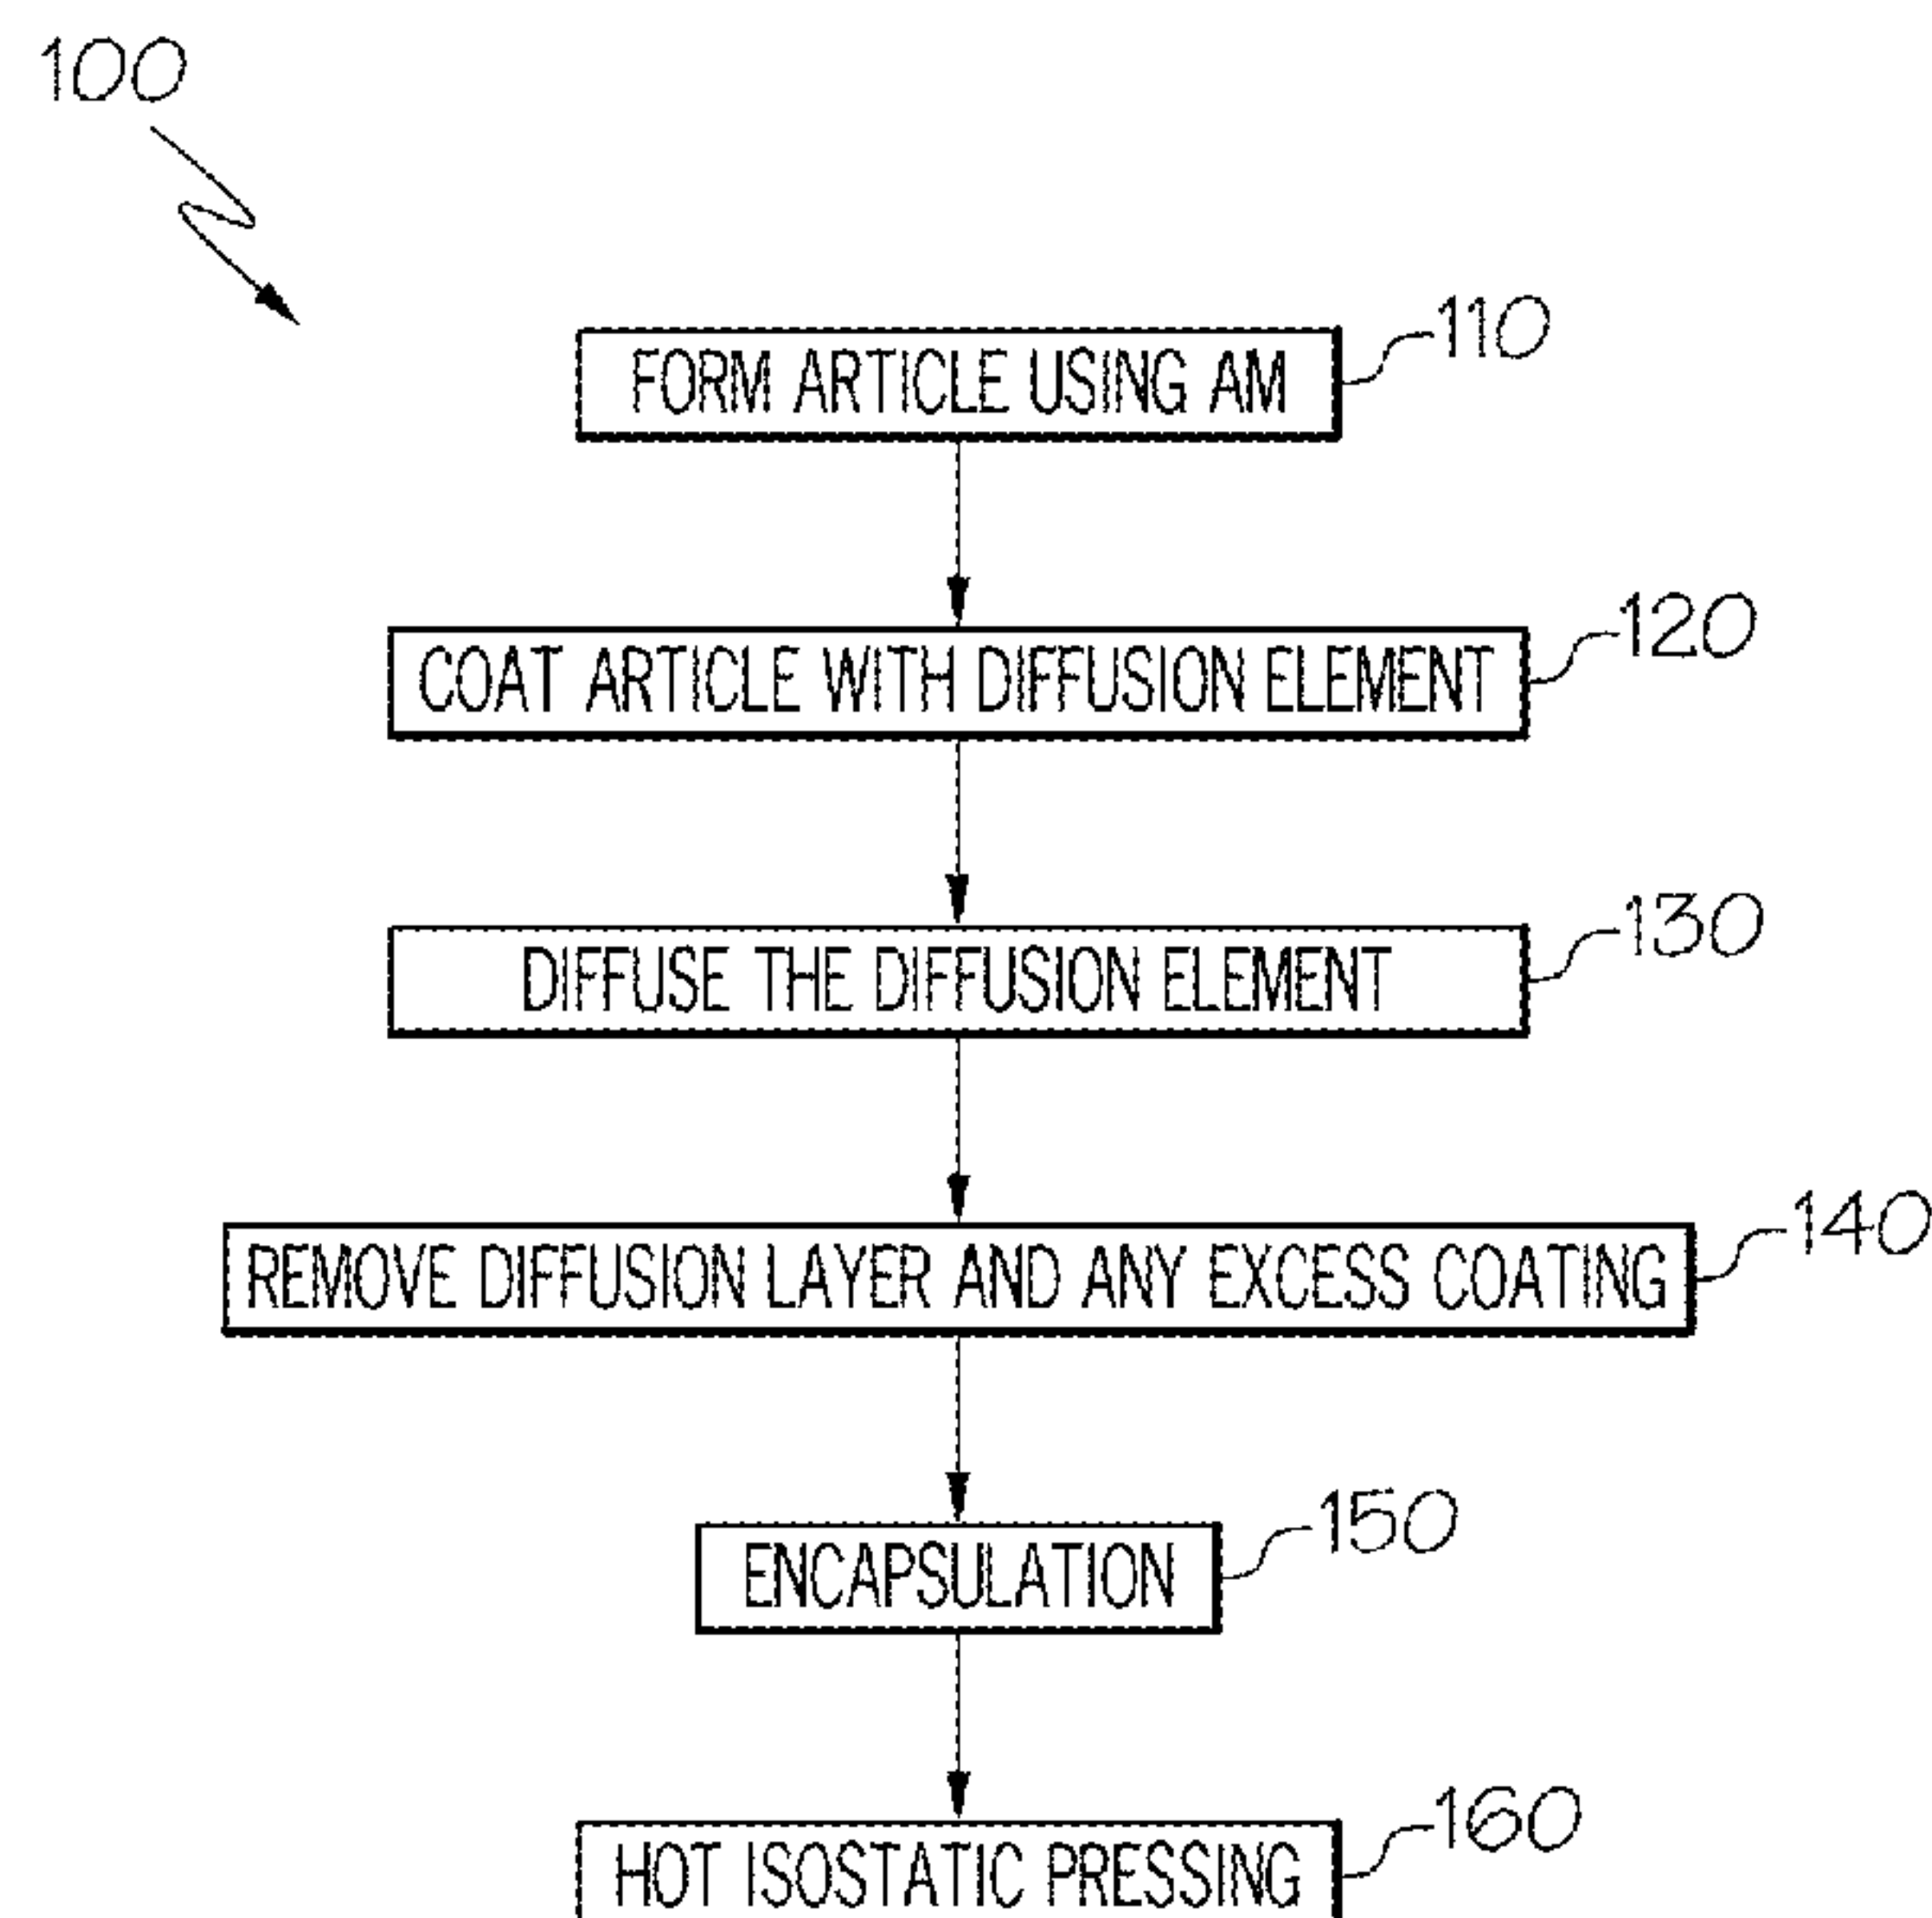 100
FORM ARTICLE USING AM
110
COAT ARTICLE WITH DIFFUSION ELEMENT
120
DIFFUSE THE DIFFUSION ELEMENT
130
REMOVE DIFFUSION LAYER AND ANY EXCESS COATING
140
ENCAPSULATION
150
HOT ISOSTATIC PRESSING
160